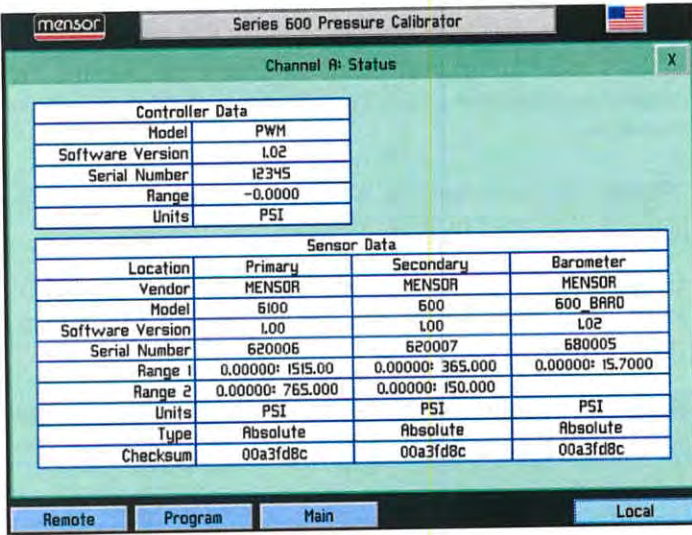 mensor Series 600 Pressure Calibrator
Channel A: Status X
Controller Data
Model PWM
Software Version 1.02
Serial Number 12345
Range -0.0000
Units PSI
Sensor Data
Location Primary Secondary Barometer
Vendor MENSOR MENSOR MENSOR
Model 6100 600 600_BARO
Software Version 1.00 1.00 1.02
Serial Number 620006 620007 680005
Range 1 0.00000: 1515.00 0.00000: 365.000 0.00000: 15.7000
Range 2 0.00000: 765.000 0.00000: 150.000
Units PSI PSI PSI
Type Absolute Absolute Absolute
Checksum 00a3fd8c 00a3fd8c 00a3fd8c
Remote Program Main Local